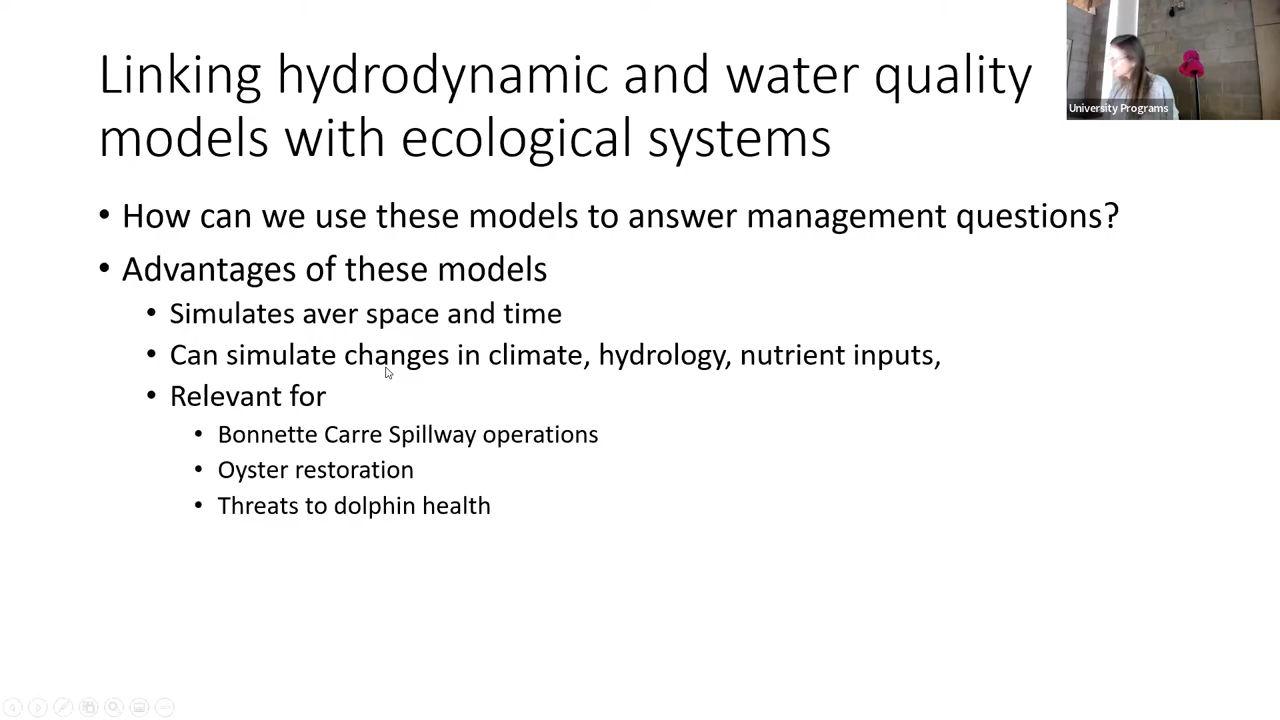 Linking hydrodynamic and water quality
models with ecological systems
University Programs
• How can we use these models to answer management questions?
• Advantages of these models
• Simulates aver space and time
• Can simulate changes in climate, hydrology, nutrient inputs,
• Relevant for
• Bonnette Carre Spillway operations
• Oyster restoration
• Threats to dolphin health